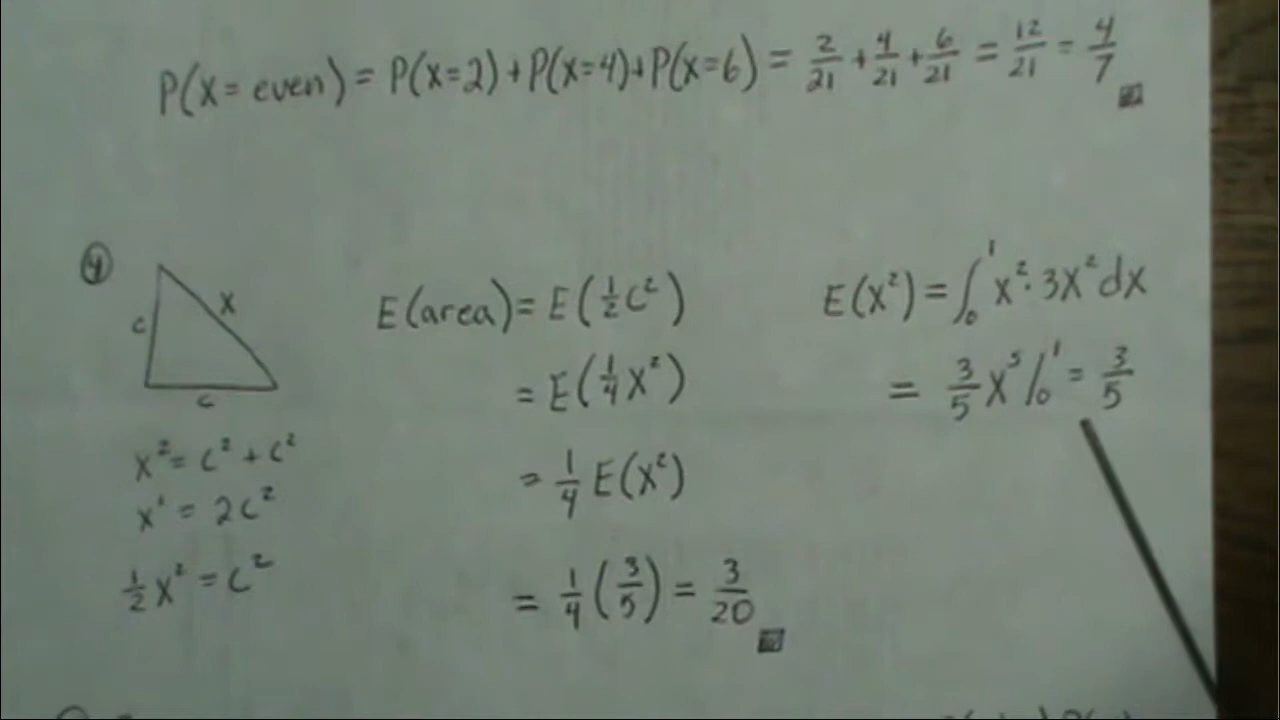 P(X = even) = P(X=2) + P(X=4) + P(X=6) = 2/21 + 4/21 + 6/21 = 12/21 = 4/7
④
c
x
c
x² = c² + c²
x² = 2c²
½x² = c²
E(area) = E(½c²)
= E(¼x²)
= ¼ E(x²)
= ¼(3/5) = 3/20
E(x²) = ∫₀¹ x² · 3x² dx
= 3/5 x⁵ /₀¹ = 3/5